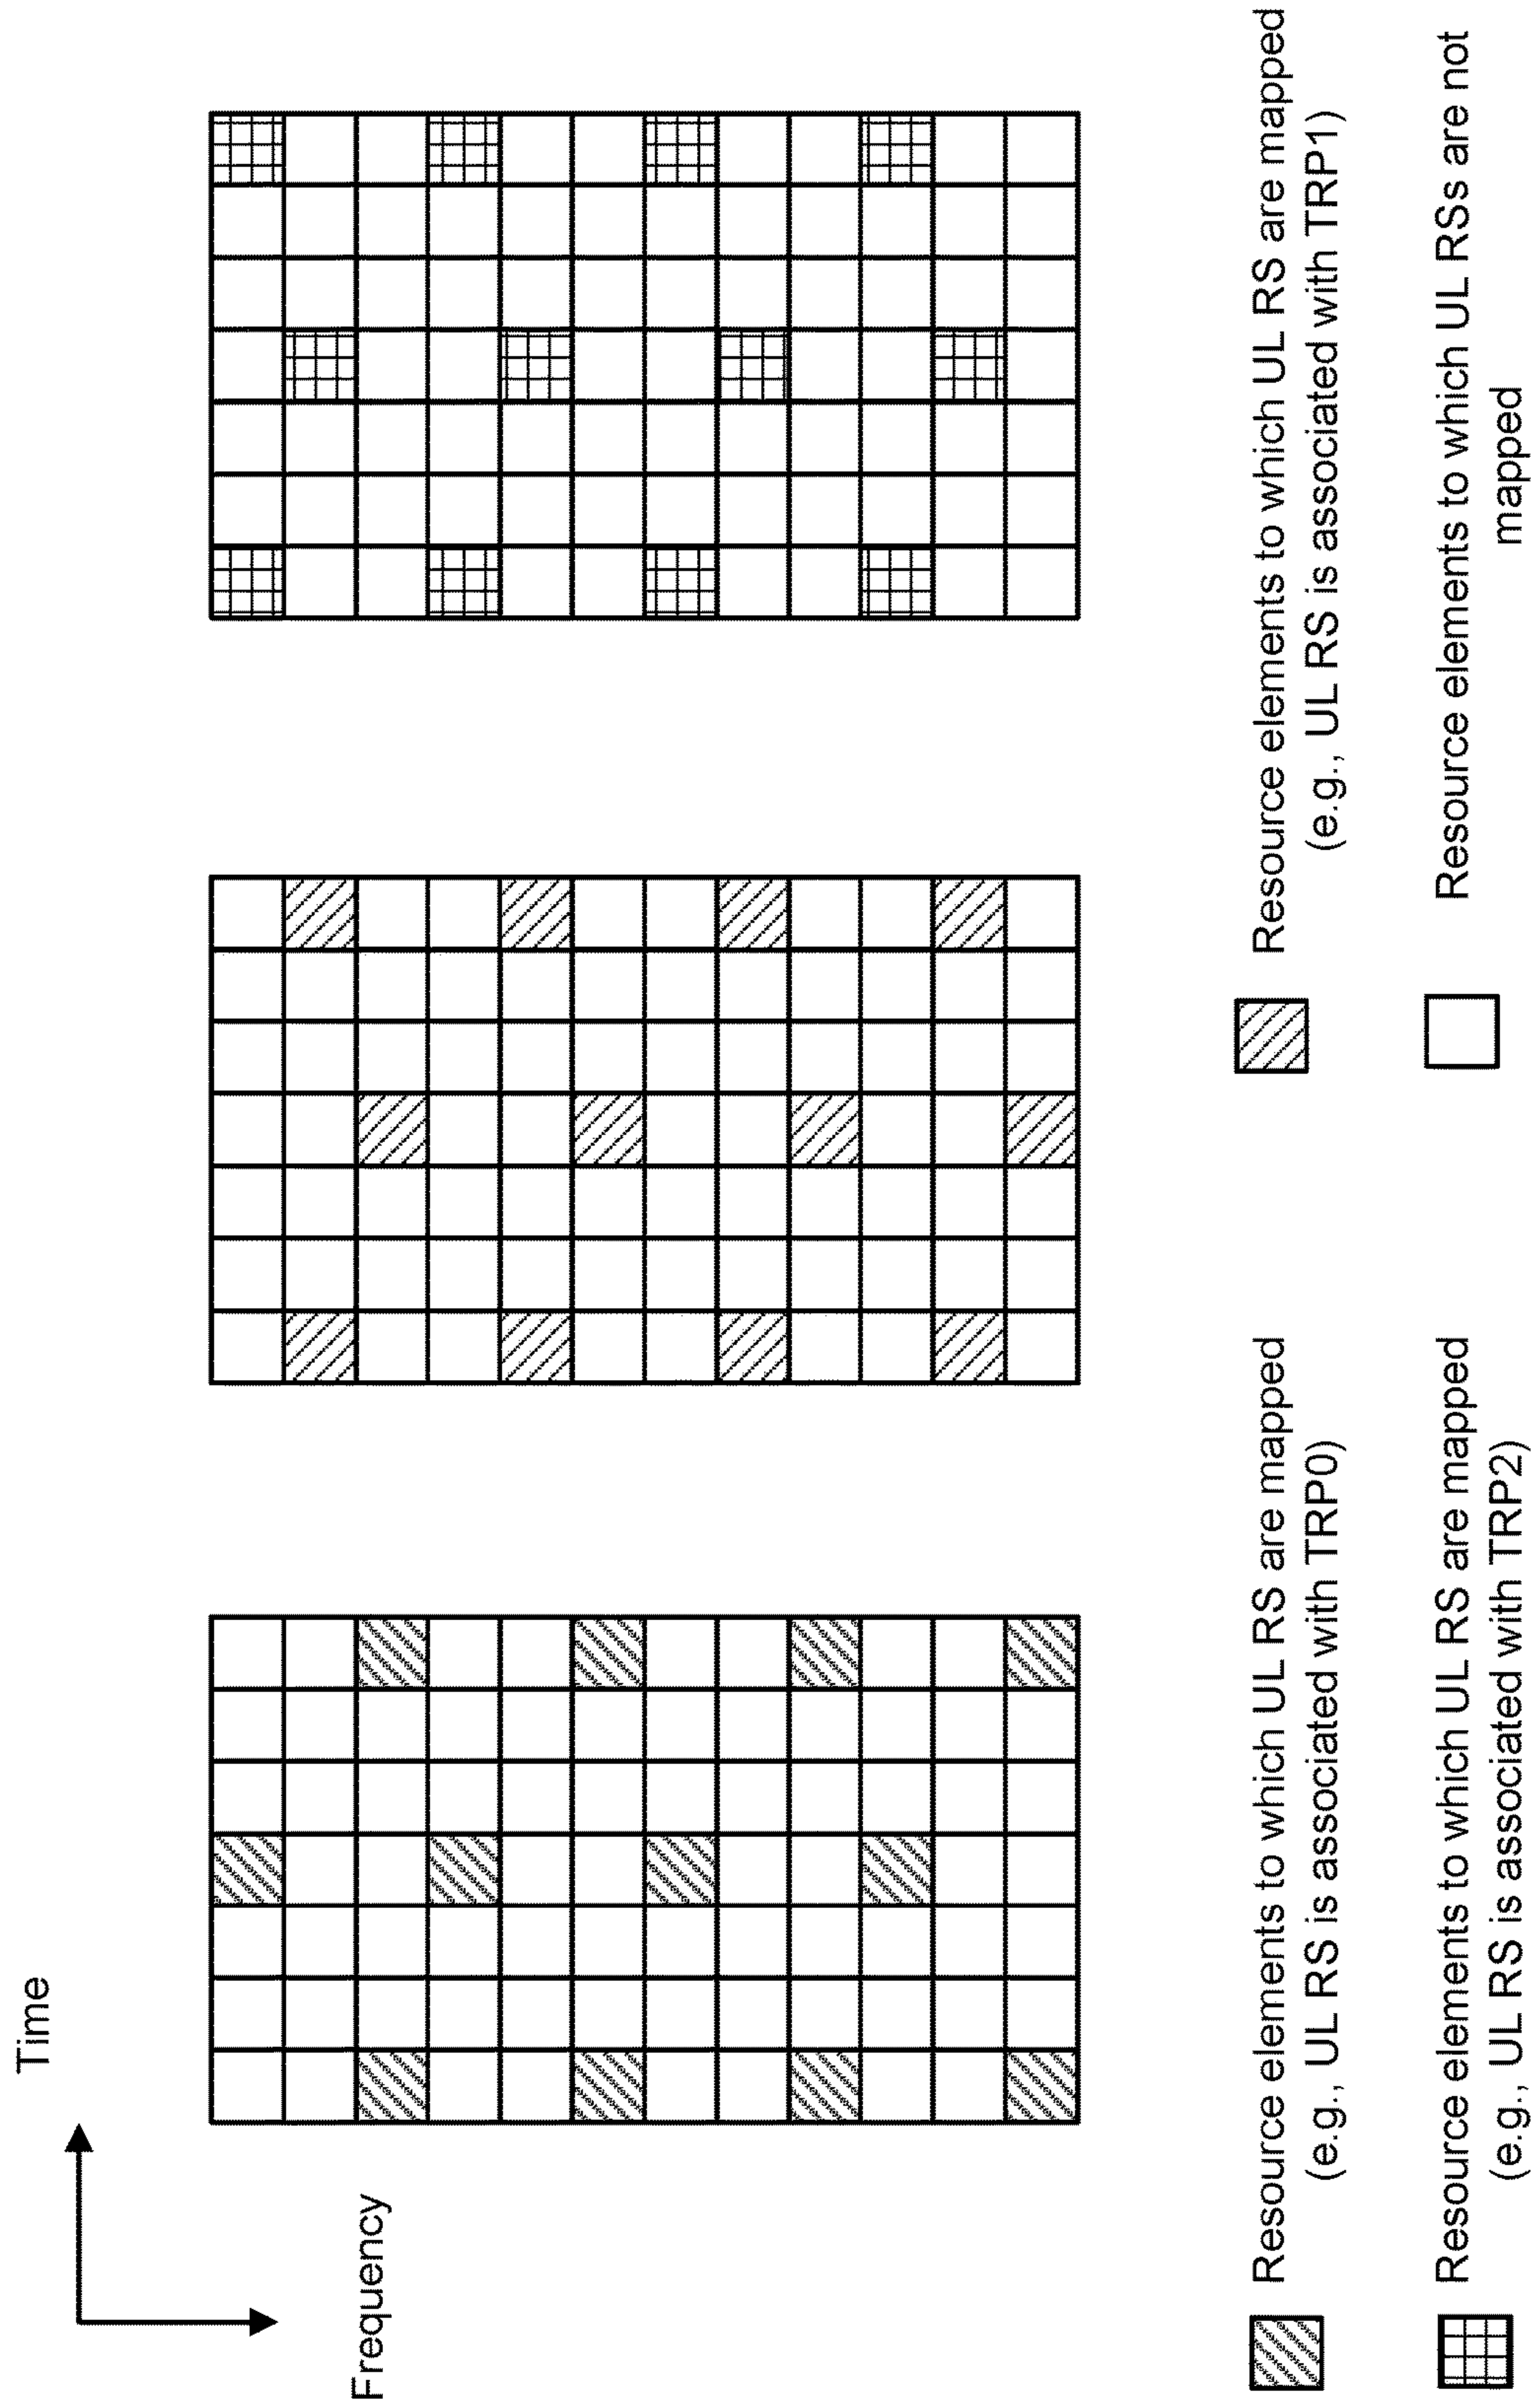 Time
Frequency
Resource elements to which UL RS are mapped
(e.g., UL RS is associated with TRP0)
Resource elements to which UL RS are mapped
(e.g., UL RS is associated with TRP1)
Resource elements to which UL RS are mapped
(e.g., UL RS is associated with TRP2)
Resource elements to which UL RSs are not
mapped